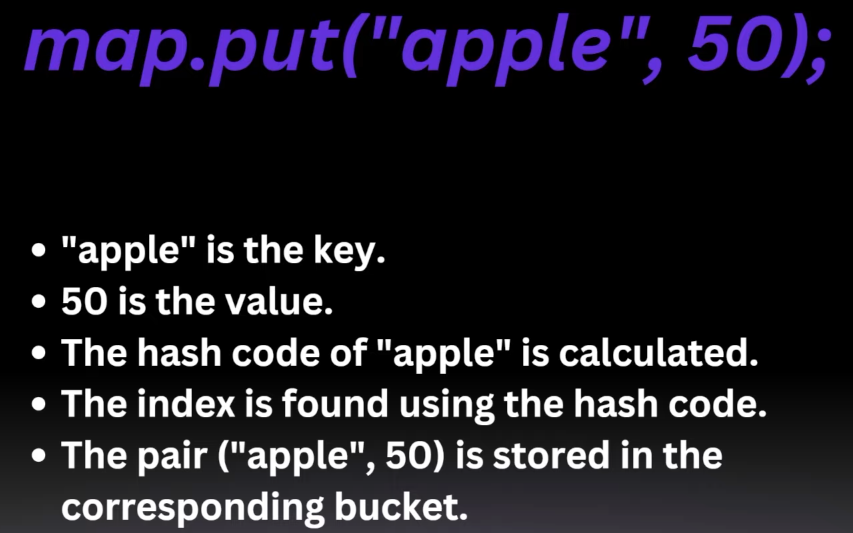 map.put("apple", 50);
• "apple" is the key.
• 50 is the value.
• The hash code of "apple" is calculated.
• The index is found using the hash code.
• The pair ("apple", 50) is stored in the
corresponding bucket.